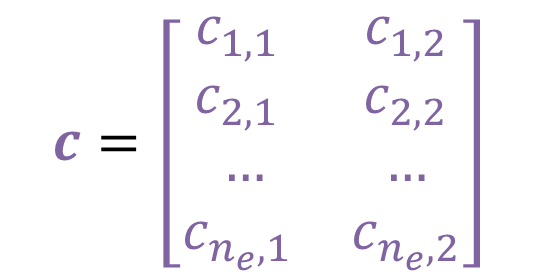 c_{1,1} c_{1,2}
c_{2,1} c_{2,2}
c =
... ...
c_{n_e,1} c_{n_e,2}